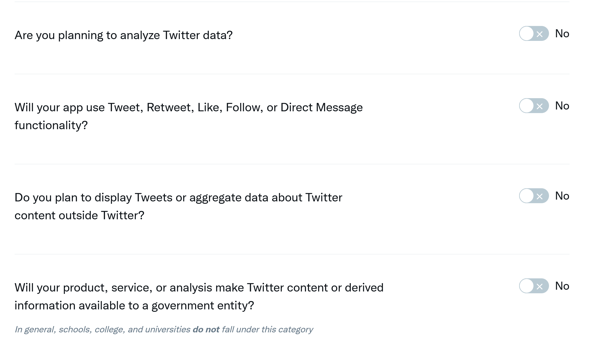 Are you planning to analyze Twitter data?
No
Will your app use Tweet, Retweet, Like, Follow, or Direct Message
functionality?
No
Do you plan to display Tweets or aggregate data about Twitter
content outside Twitter?
No
Will your product, service, or analysis make Twitter content or derived
information available to a government entity?
No
In general, schools, college, and universities do not fall under this category